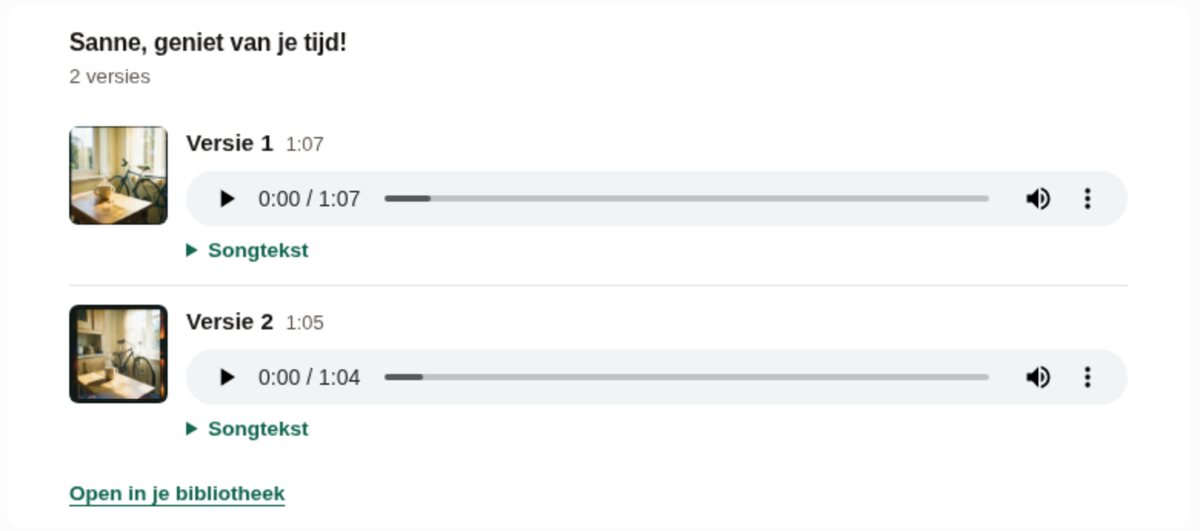 Sanne, geniet van je tijd!
2 versies
Versie 1 1:07
0:00 / 1:07
Songtekst
Versie 2 1:05
0:00 / 1:04
Songtekst
Open in je bibliotheek